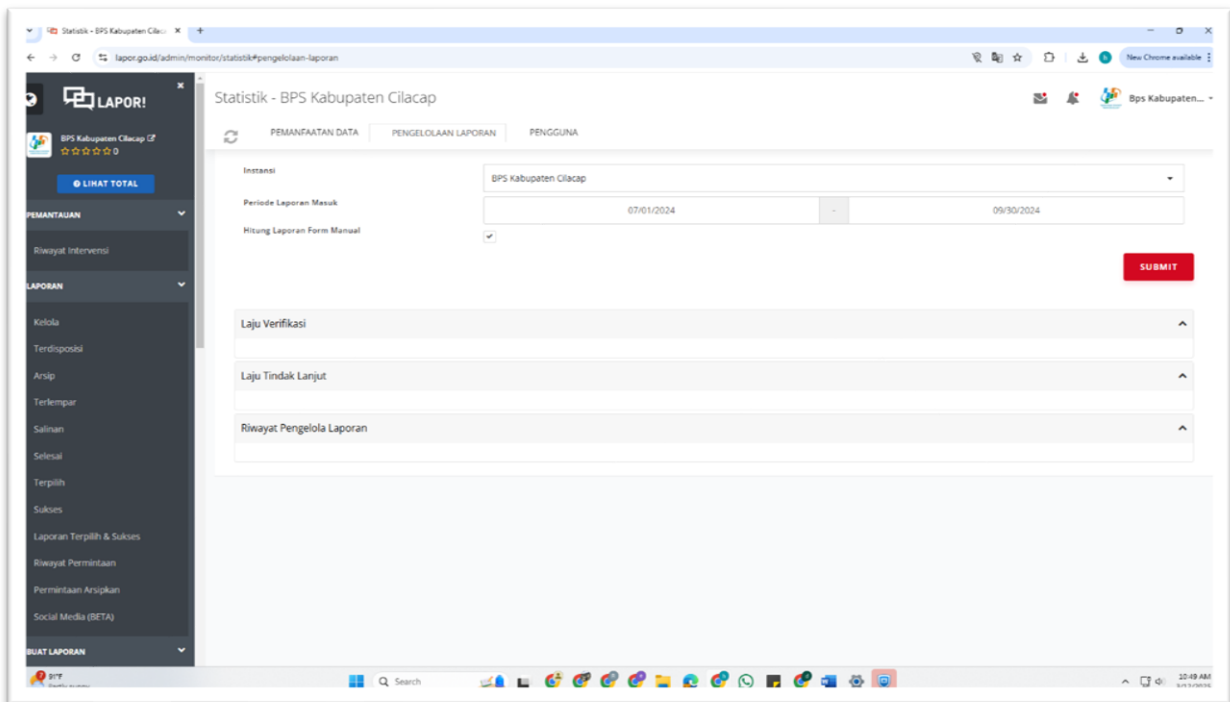 Statistik - BPS Kabupaten Cilac
lapor.go.id/admin/monitor/statistik#pengelolaan-laporan
New Chrome available
LAPOR!
BPS Kabupaten Cilacap
0
LIHAT TOTAL
PEMANTAUAN
Riwayat Intervensi
LAPORAN
Kelola
Terdisposisi
Arsip
Terlempar
Salinan
Selesai
Terpilih
Sukses
Laporan Terpilih & Sukses
Riwayat Permintaan
Permintaan Arsipkan
Social Media (BETA)
BUAT LAPORAN
Statistik - BPS Kabupaten Cilacap
Bps Kabupaten...
PEMANFAATAN DATA PENGELOLAAN LAPORAN PENGGUNA
Instansi
BPS Kabupaten Cilacap
Periode Laporan Masuk
07/01/2024 - 09/30/2024
Hitung Laporan Form Manual
SUBMIT
Laju Verifikasi
Laju Tindak Lanjut
Riwayat Pengelola Laporan
Search
10:49 AM